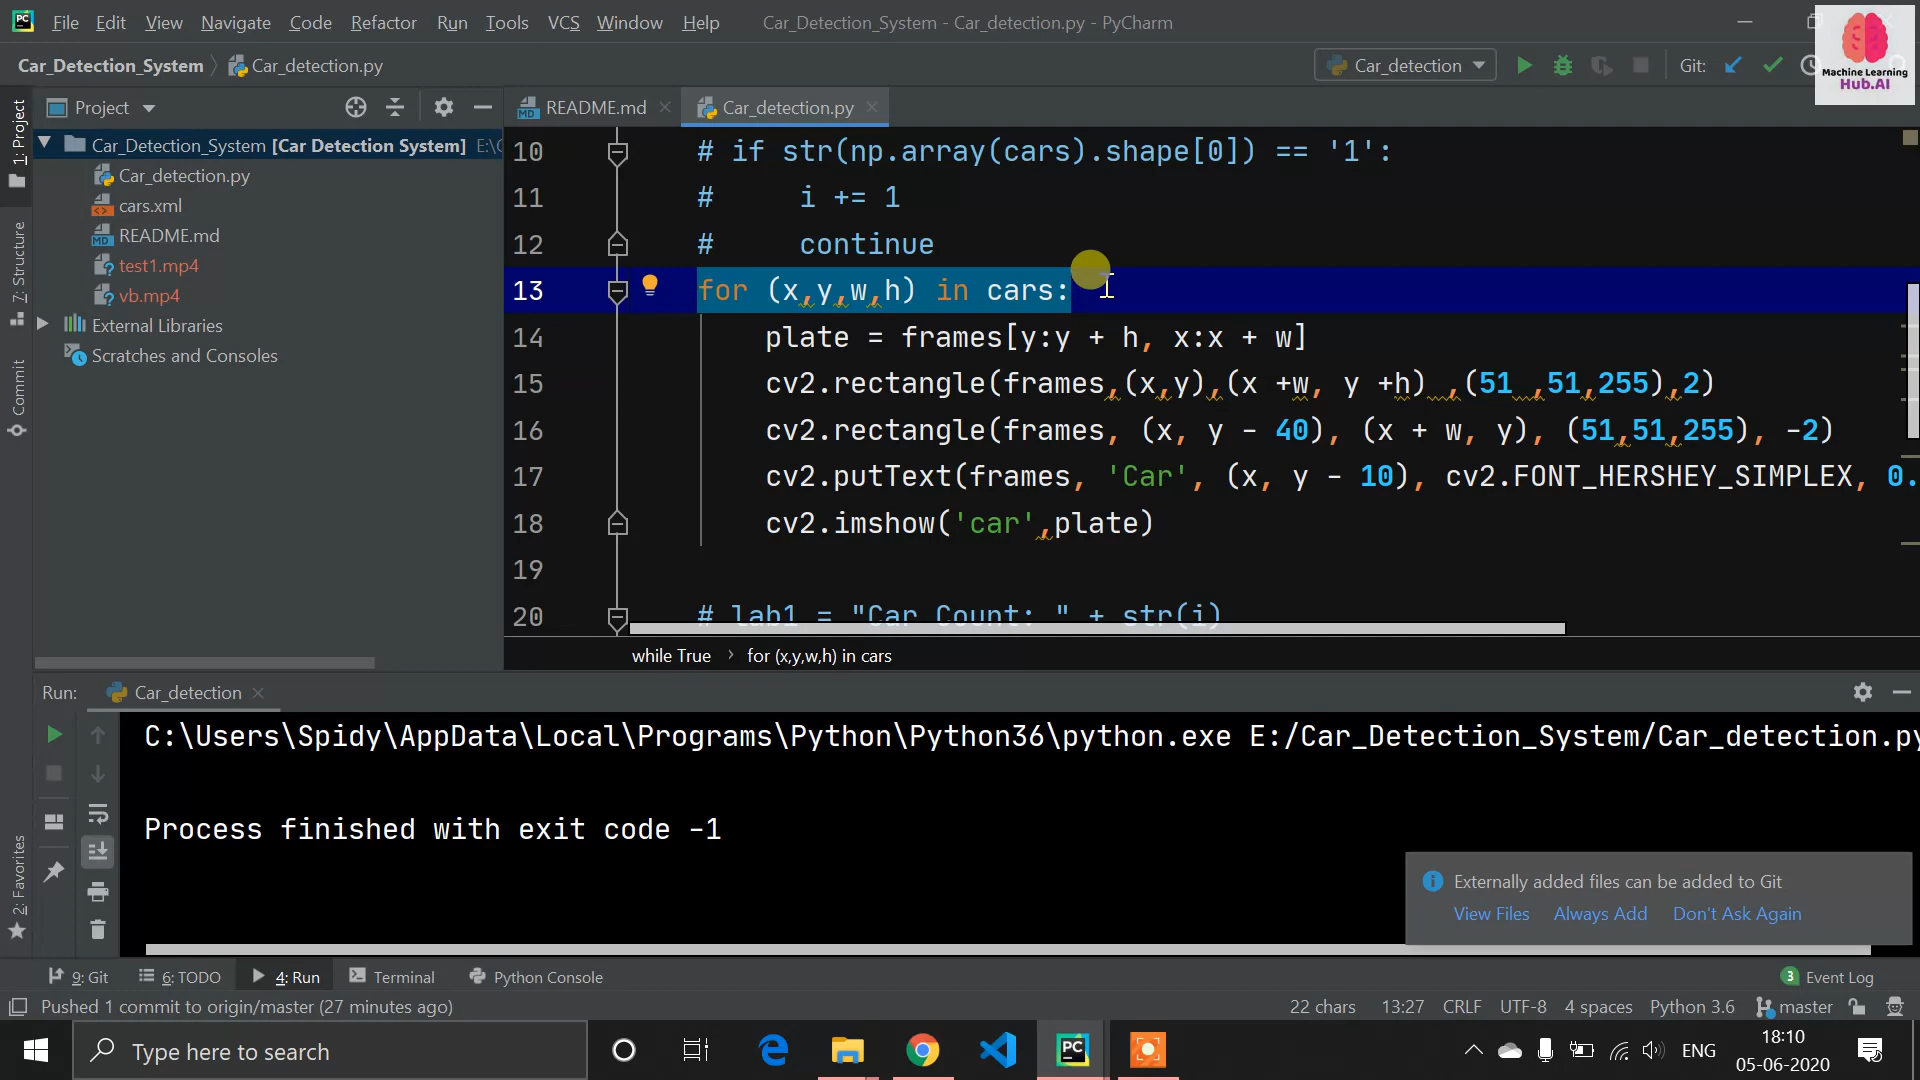 File Edit View Navigate Code Refactor Run Tools VCS Window Help Car_Detection_System - Car_detection.py - PyCharm
Machine Learning
Hub.AI
Car_Detection_System Car_detection.py Car_detection Git:
1: Project
7: Structure
Commit
2: Favorites
Project
Car_Detection_System [Car Detection System] E:\C
Car_detection.py
cars.xml
README.md
test1.mp4
vb.mp4
External Libraries
Scratches and Consoles
README.md Car_detection.py
10 # if str(np.array(cars).shape[0]) == '1':
11 #     i += 1
12 #     continue
13 for (x,y,w,h) in cars:
14     plate = frames[y:y + h, x:x + w]
15     cv2.rectangle(frames,(x,y),(x +w, y +h) ,(51 ,51,255),2)
16     cv2.rectangle(frames, (x, y - 40), (x + w, y), (51,51,255), -2)
17     cv2.putText(frames, 'Car', (x, y - 10), cv2.FONT_HERSHEY_SIMPLEX, 0.
18     cv2.imshow('car',plate)
19
20 # lab1 = "Car Count: " + str(i)
while True › for (x,y,w,h) in cars
Run: Car_detection
C:\Users\Spidy\AppData\Local\Programs\Python\Python36\python.exe E:/Car_Detection_System/Car_detection.py
Process finished with exit code -1
Externally added files can be added to Git
View Files Always Add Don't Ask Again
9: Git 6: TODO 4: Run Terminal Python Console 3 Event Log
Pushed 1 commit to origin/master (27 minutes ago) 22 chars 13:27 CRLF UTF-8 4 spaces Python 3.6 master
Type here to search PC ENG 18:10
05-06-2020